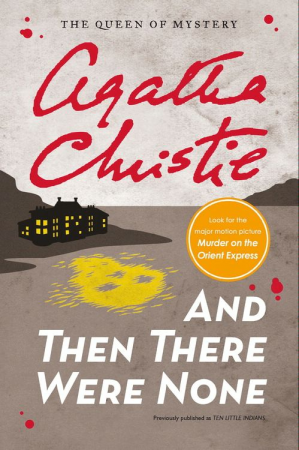 THE QUEEN OF MYSTERY
Agatha
Christie
Look for the
major motion picture
Murder on the
Orient Express
AND
THEN THERE
WERE NONE
Previously published as TEN LITTLE INDIANS